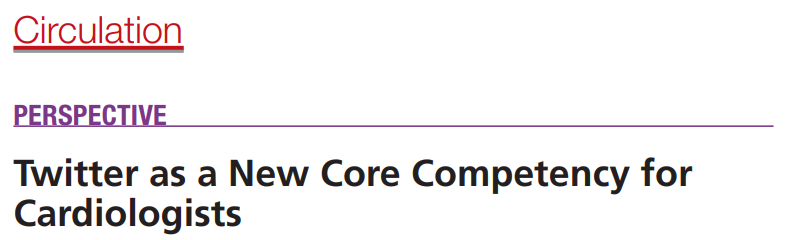 Circulation
PERSPECTIVE
Twitter as a New Core Competency for
Cardiologists